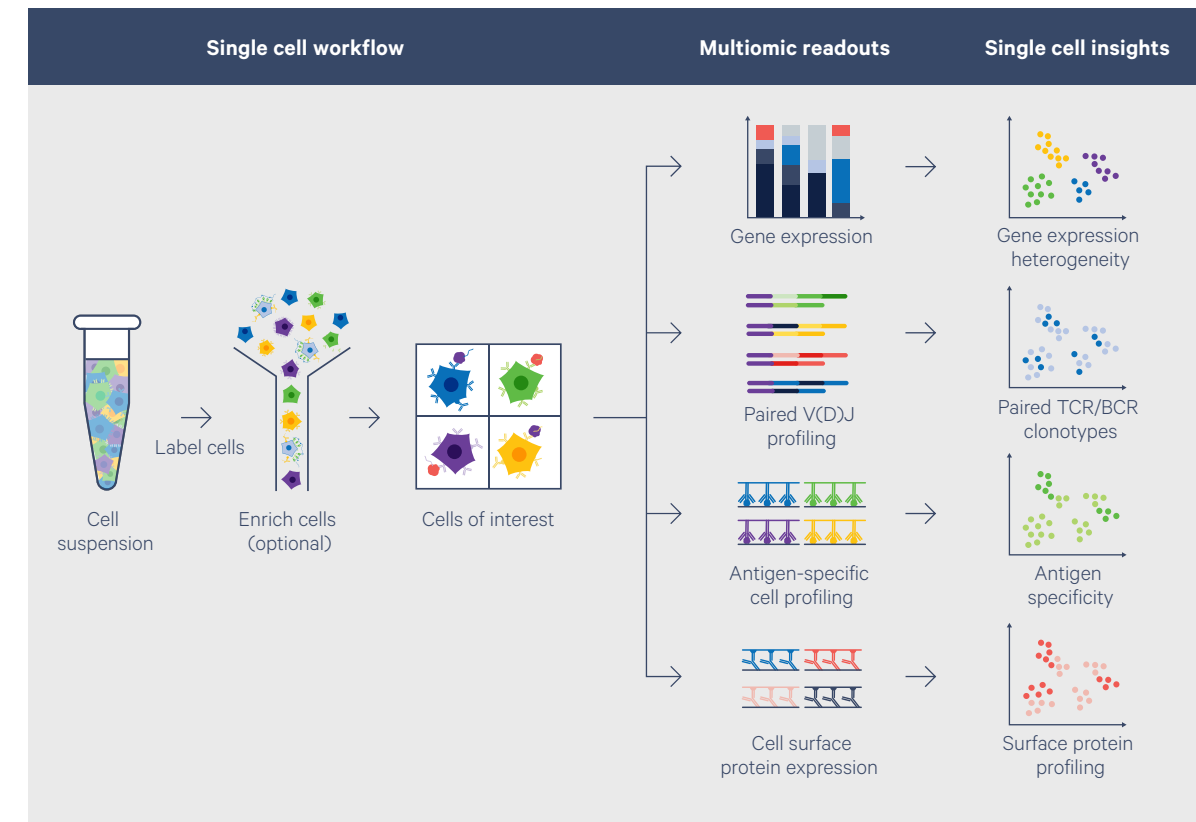 Single cell workflow
Multiomic readouts
Single cell insights
Label cells
Cell
suspension
Enrich cells
(optional)
Cells of interest
Gene expression
Gene expression
heterogeneity
Paired V(D)J
profiling
Paired TCR/BCR
clonotypes
Antigen-specific
cell profiling
Antigen
specificity
Cell surface
protein expression
Surface protein
profiling